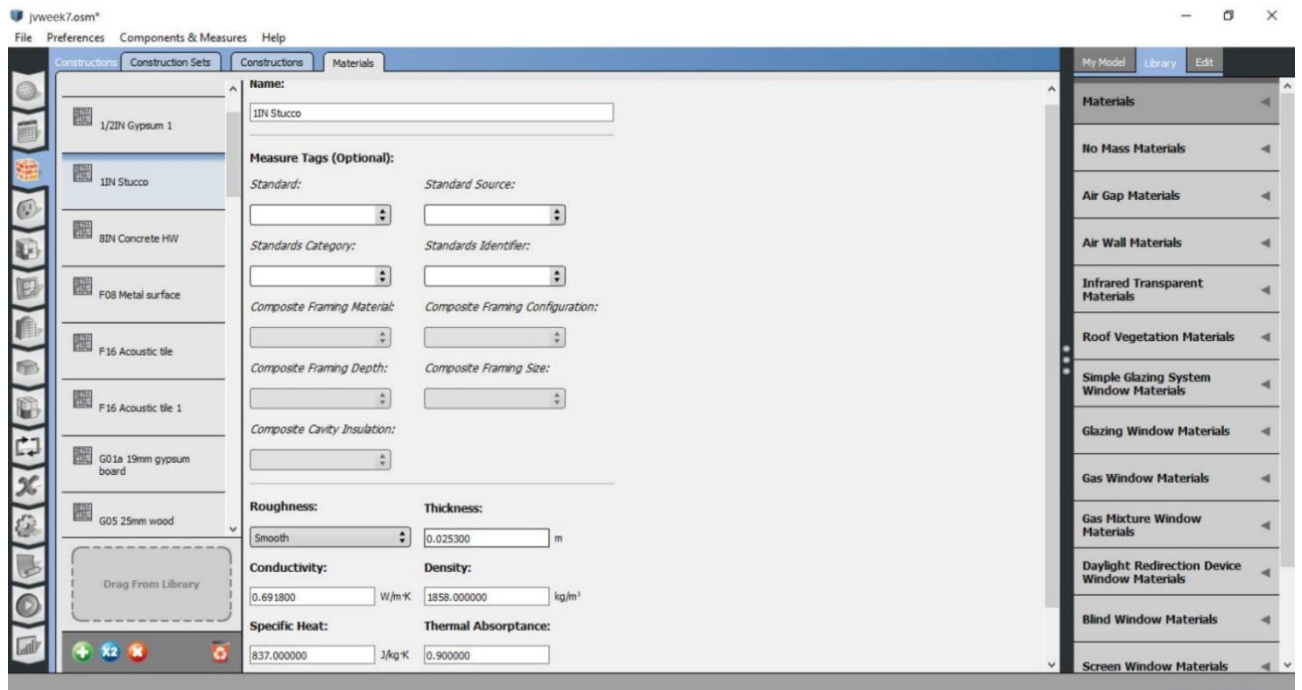 jvweek7.osm*
File Preferences Components & Measures Help
Constructions Construction Sets Constructions Materials
My Model Library Edit
1/2IN Gypsum 1
1IN Stucco
8IN Concrete HW
F08 Metal surface
F16 Acoustic tile
F16 Acoustic tile 1
G01a 19mm gypsum
board
G05 25mm wood
Drag From Library
X2
Name:
1IN Stucco
Measure Tags (Optional):
Standard: Standard Source:
Standards Category: Standards Identifier:
Composite Framing Material: Composite Framing Configuration:
Composite Framing Depth: Composite Framing Size:
Composite Cavity Insulation:
Roughness: Thickness:
Smooth 0.025300 m
Conductivity: Density:
0.691800 W/m·K 1858.000000 kg/m³
Specific Heat: Thermal Absorptance:
837.000000 J/kg·K 0.900000
Materials
No Mass Materials
Air Gap Materials
Air Wall Materials
Infrared Transparent
Materials
Roof Vegetation Materials
Simple Glazing System
Window Materials
Glazing Window Materials
Gas Window Materials
Gas Mixture Window
Materials
Daylight Redirection Device
Window Materials
Blind Window Materials
Screen Window Materials